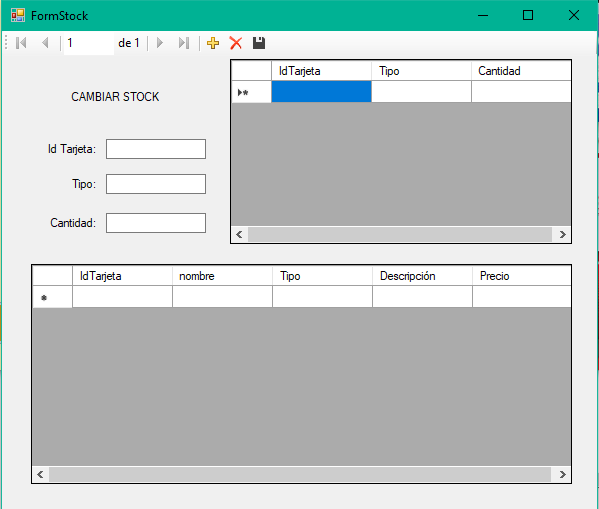 FormStock
1 de 1
CAMBIAR STOCK
Id Tarjeta:
Tipo:
Cantidad:
IdTarjeta Tipo Cantidad
IdTarjeta nombre Tipo Descripción Precio